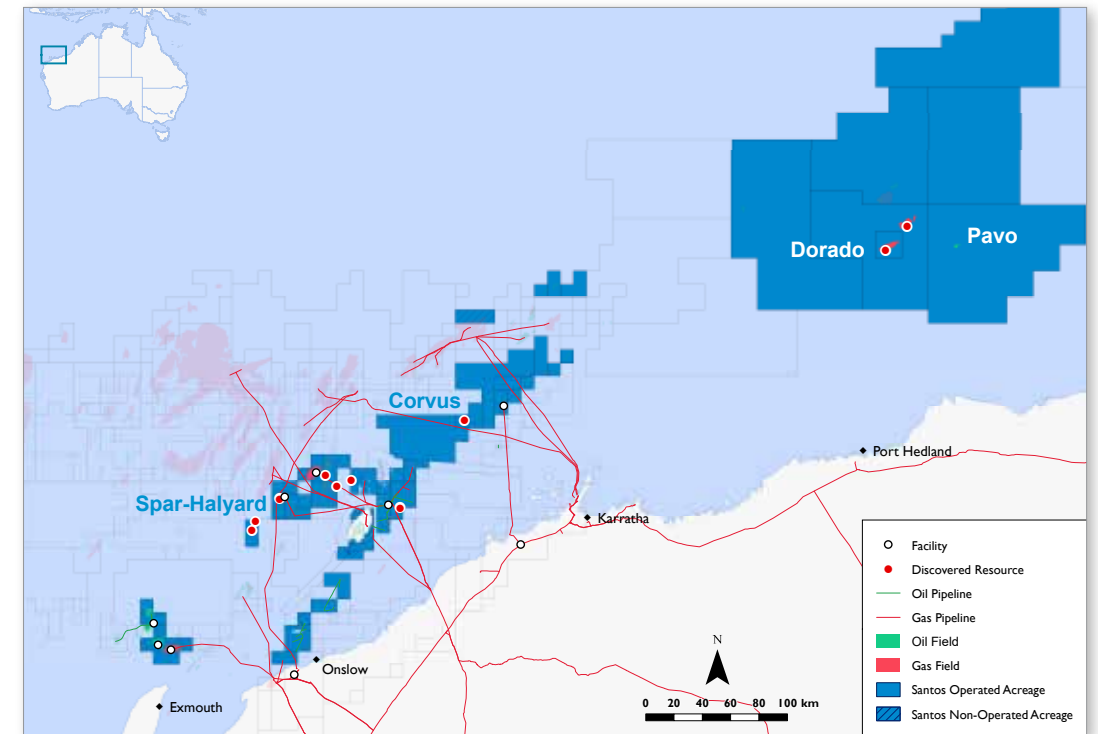 Dorado
Pavo
Corvus
Port Hedland
Spar-Halyard
Karratha
Onslow
Exmouth
N
0 20 40 60 80 100 km
Facility
Discovered Resource
Oil Pipeline
Gas Pipeline
Oil Field
Gas Field
Santos Operated Acreage
Santos Non-Operated Acreage